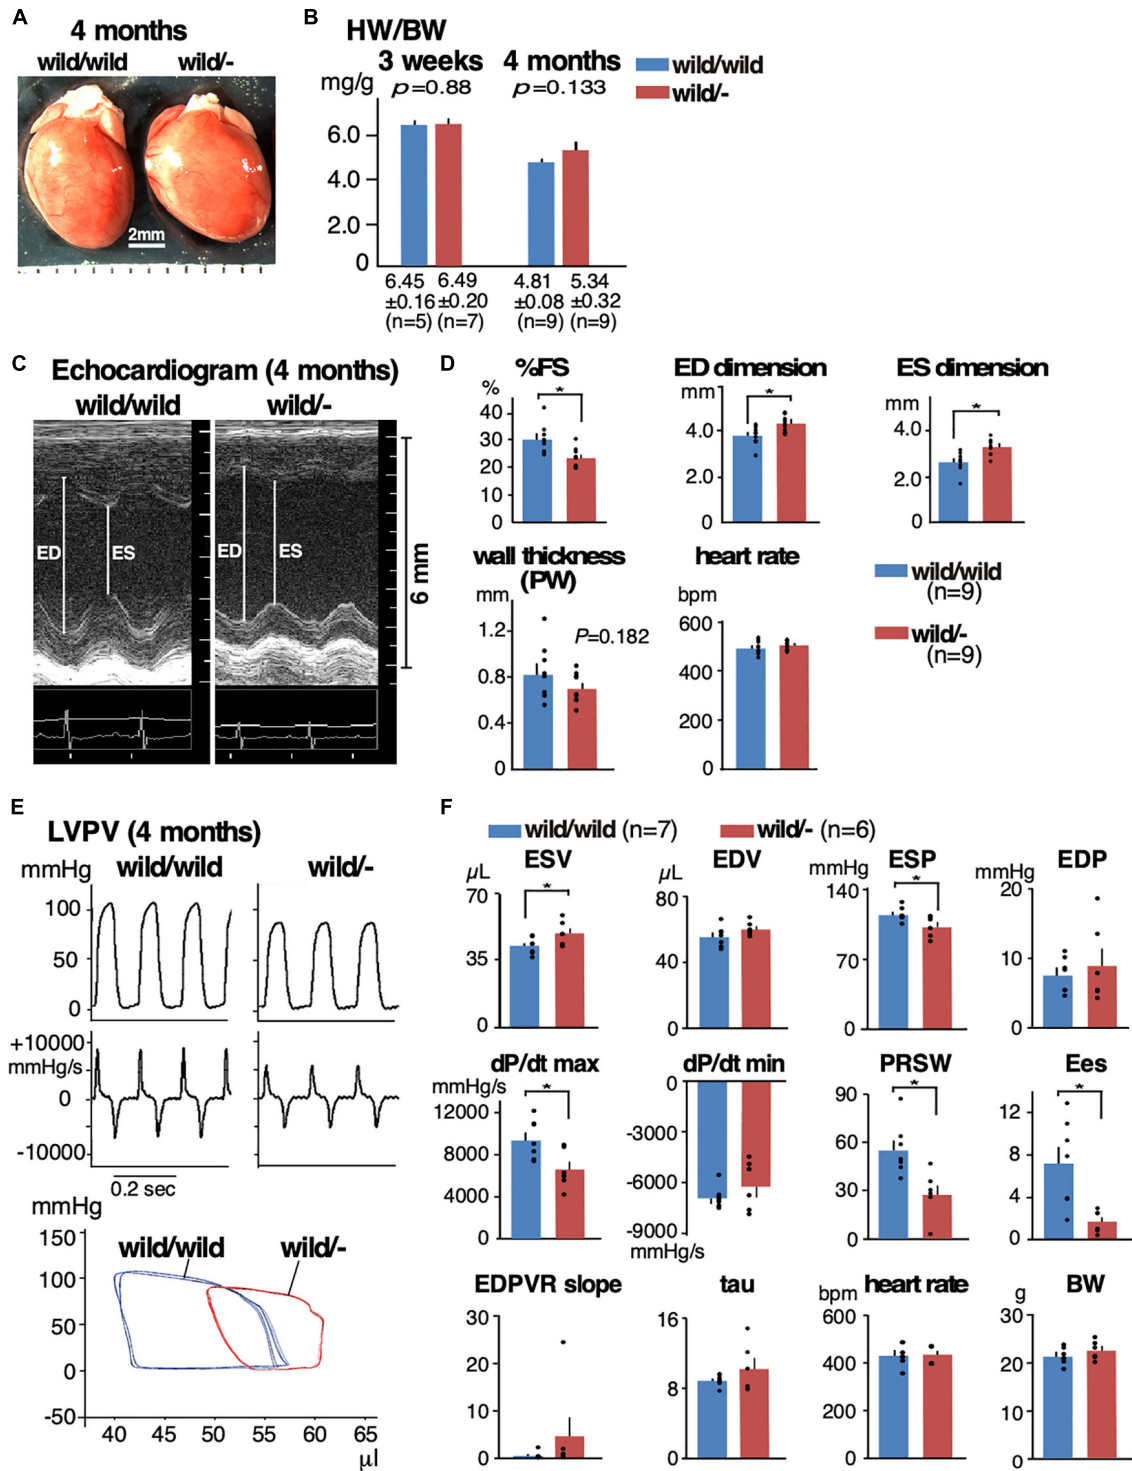 A
4 months
wild/wild wild/-
2mm
B
HW/BW
3 weeks 4 months
mg/g p=0.88 p=0.133
wild/wild
wild/-
6.0
4.0
2.0
0
6.45 6.49 4.81 5.34
±0.16 ±0.20 ±0.08 ±0.32
(n=5) (n=7) (n=9) (n=9)
C
Echocardiogram (4 months)
wild/wild wild/-
ED ES ED ES
6 mm
D
%FS ED dimension ES dimension
% mm mm
* * *
40
30
20
10
0
4.0
2.0
0
4.0
2.0
0
wall thickness
(PW)
heart rate
mm bpm
P=0.182
1.2
0.8
0.4
0
600
400
200
0
wild/wild
(n=9)
wild/-
(n=9)
E
LVPV (4 months)
mmHg wild/wild wild/-
100
50
0
+10000
mmHg/s
0
-10000
0.2 sec
mmHg
150
100
50
0
-50
wild/wild wild/-
40 45 50 55 60 65
µl
F
wild/wild (n=7) wild/- (n=6)
ESV EDV ESP EDP
µL µL mmHg mmHg
* *
70
35
0
80
40
0
140
70
0
20
10
0
dP/dt max dP/dt min PRSW Ees
mmHg/s
* * *
12000
8000
4000
0
0
-3000
-6000
-9000
mmHg/s
90
60
30
0
12
8
4
0
EDPVR slope tau heart rate BW
bpm g
30
20
10
0
16
8
0
600
400
200
0
30
20
10
0